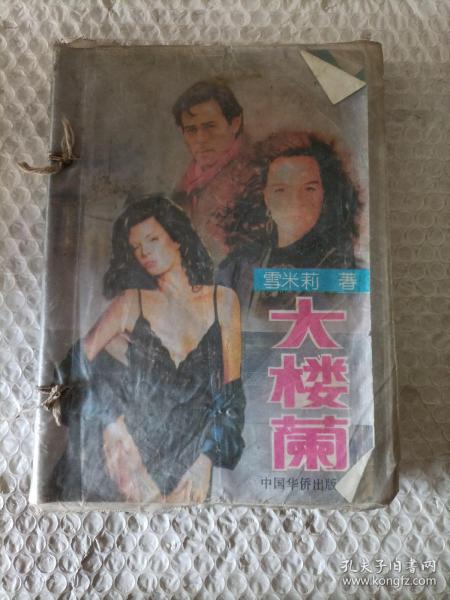 雪米莉 著
大楼蘭
中国华侨出版
孔夫子旧书网
www.kongfz.com